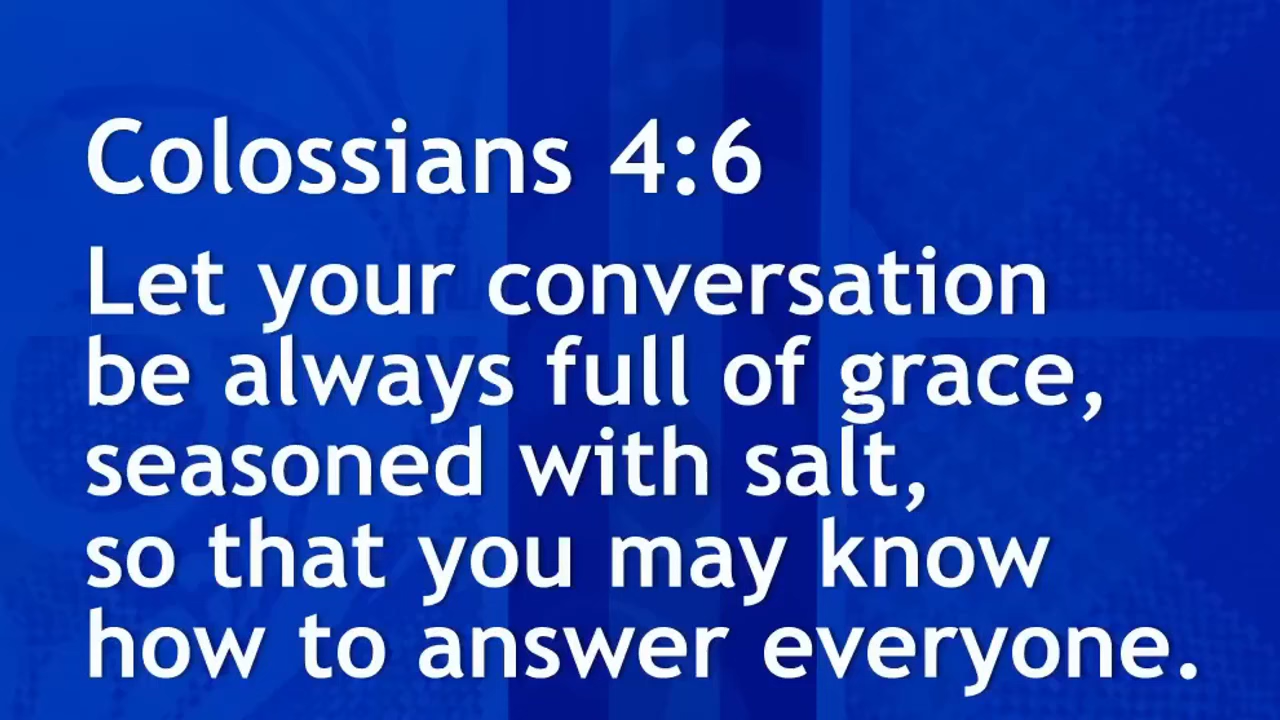 Colossians 4:6
Let your conversation
be always full of grace,
seasoned with salt,
so that you may know
how to answer everyone.